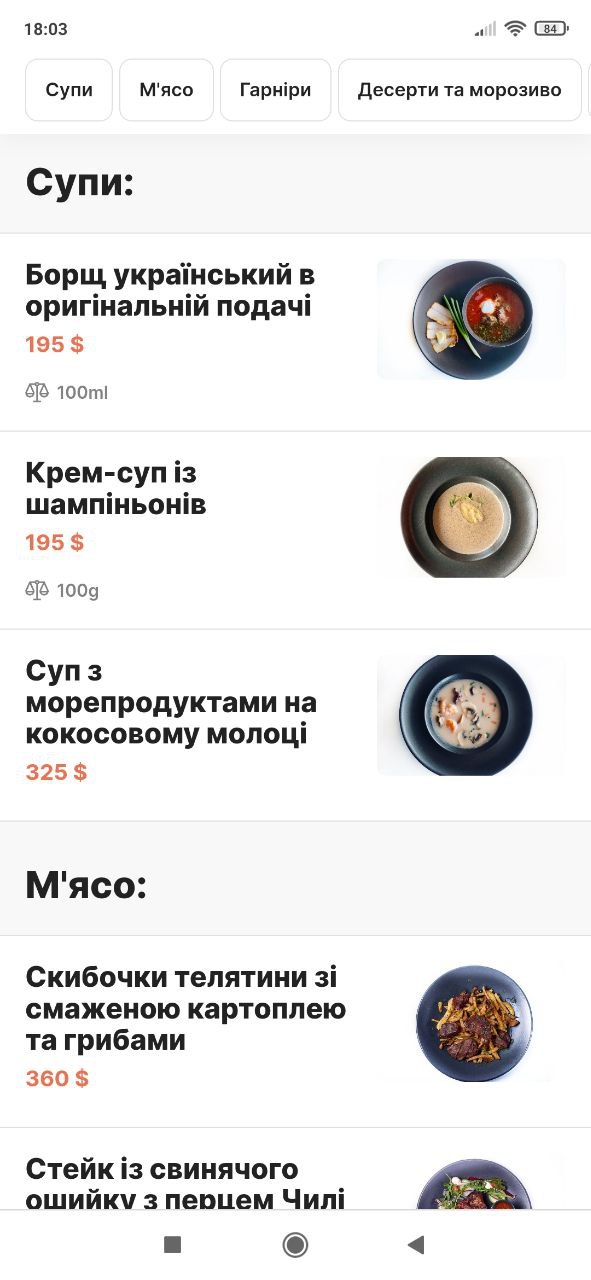 18:03
84
Супи
М'ясо
Гарніри
Десерти та морозиво
Супи:
Борщ український в
оригінальній подачі
195 $
100ml
Крем-суп із
шампіньонів
195 $
100g
Суп з
морепродуктами на
кокосовому молоці
325 $
М'ясо:
Скибочки телятини зі
смаженою картоплею
та грибами
360 $
Стейк із свинячого
ошийку з перцем Чилі